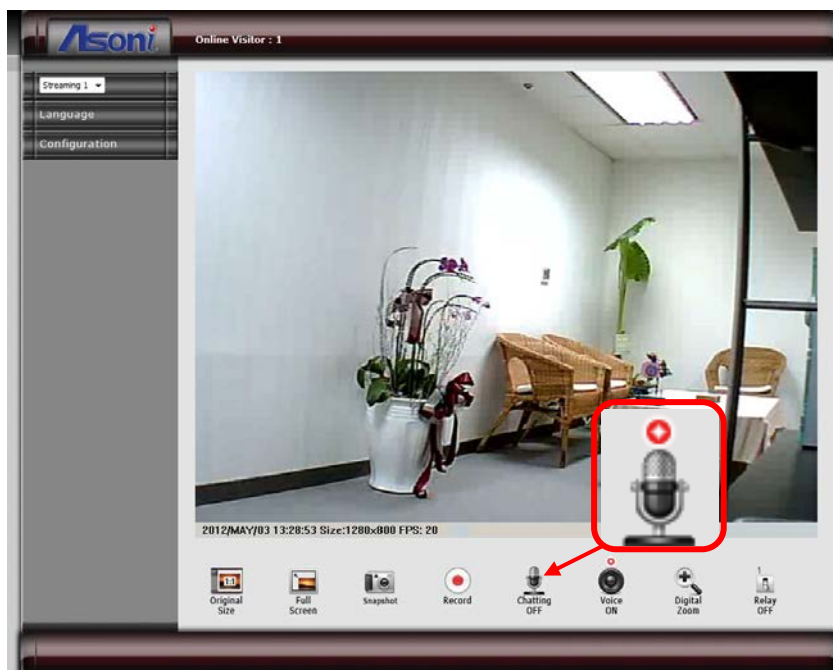 Asoni
Online Visitor : 1
Streaming 1
Language
Configuration
2012/MAY/03 13:28:53 Size:1280x800 FPS: 20
1:1
Original
Size
Full
Screen
Snapshot
Record
Chatting
OFF
Voice
ON
Digital
Zoom
1
Relay
OFF